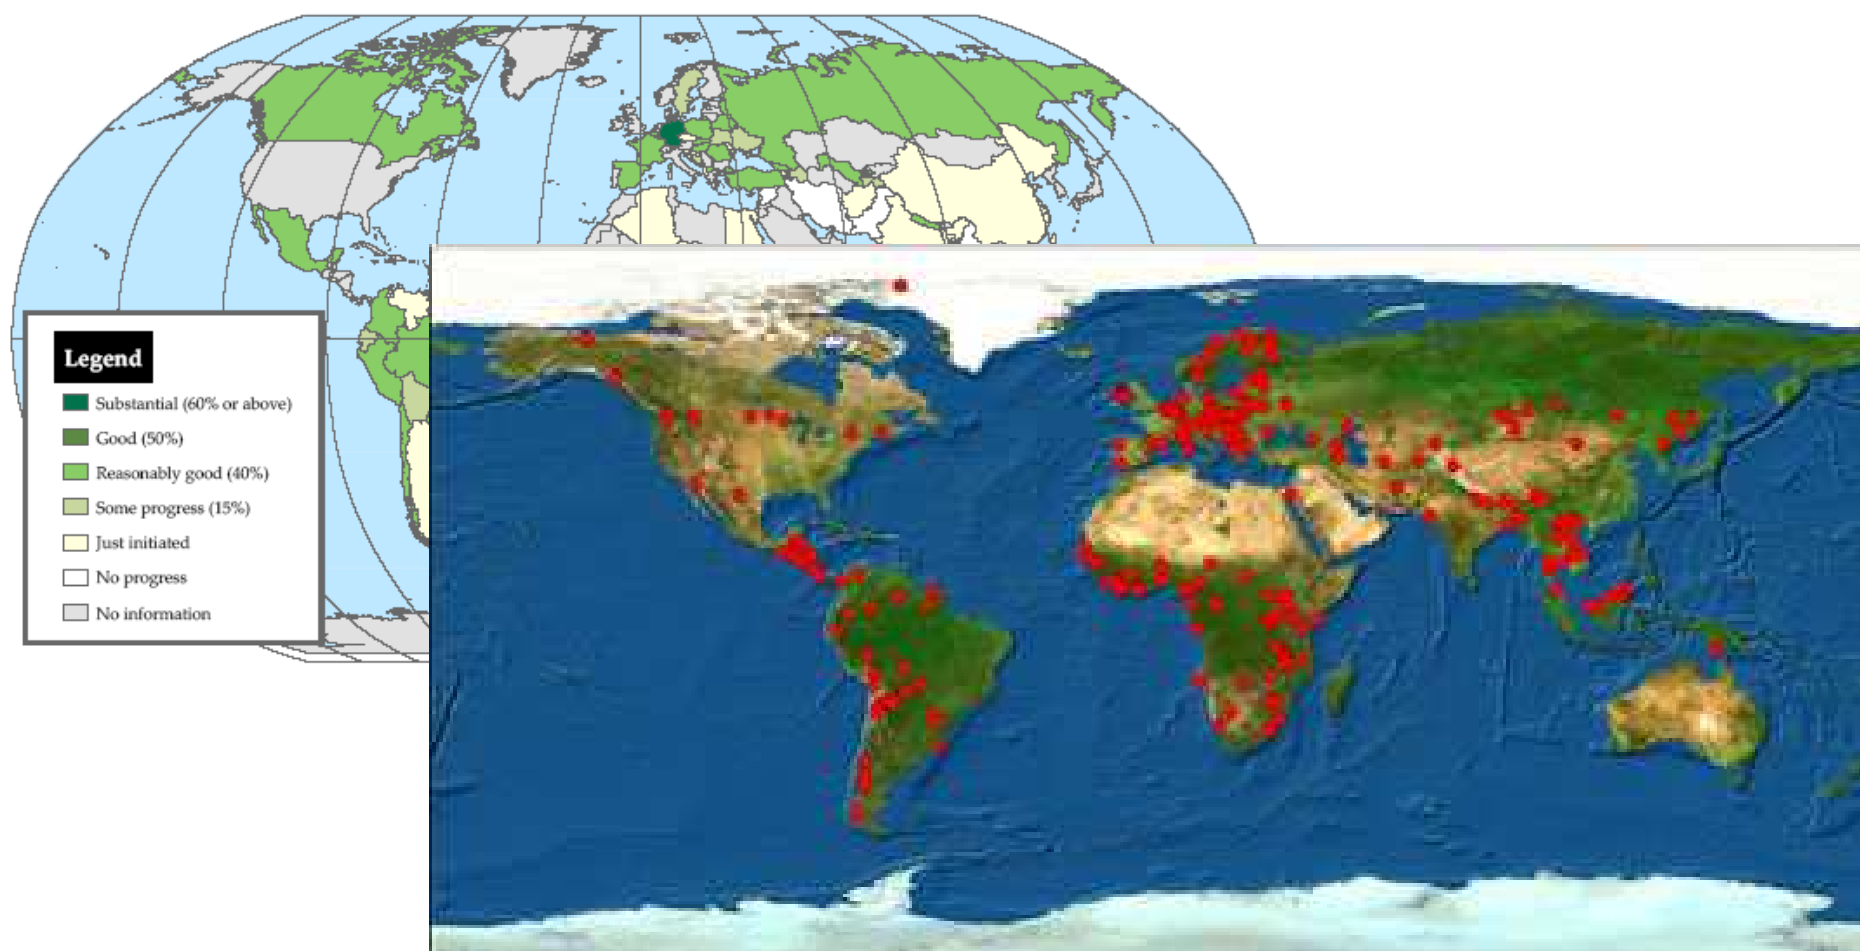 Legend
Substantial (60% or above)
Good (50%)
Reasonably good (40%)
Some progress (15%)
Just initiated
No progress
No information